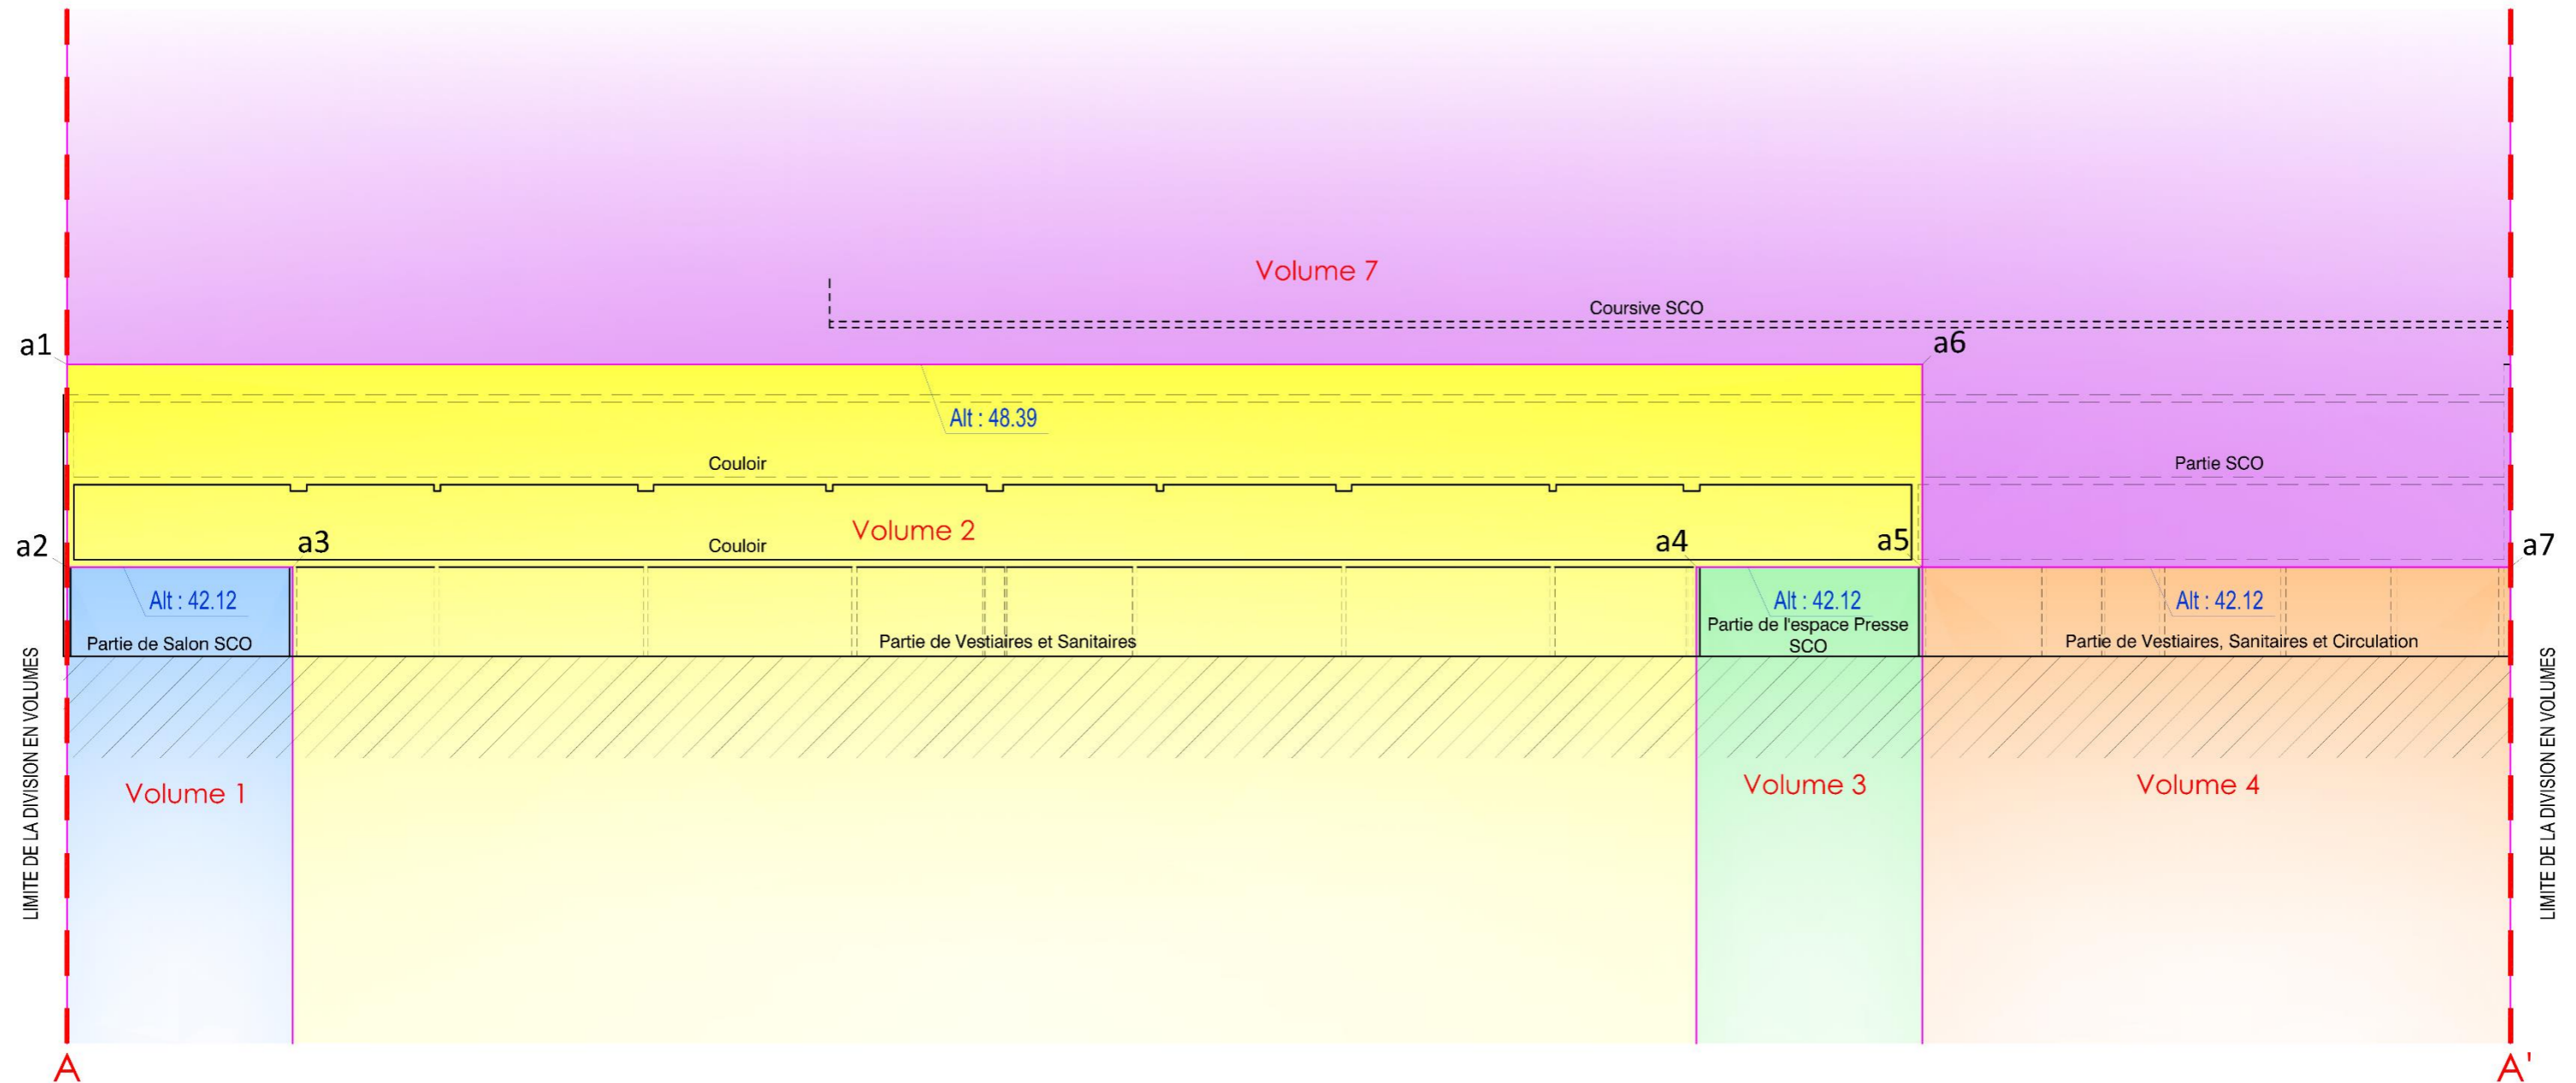 Volume 7
Coursive SCO
a1
a6
Alt : 48.39
Couloir
Partie SCO
Volume 2
a2
a3
Couloir
a4
a5
a7
Alt : 42.12
Alt : 42.12
Alt : 42.12
Partie de Salon SCO
Partie de Vestiaires et Sanitaires
Partie de l'espace Presse
SCO
Partie de Vestiaires, Sanitaires et Circulation
LIMITE DE LA DIVISION EN VOLUMES
LIMITE DE LA DIVISION EN VOLUMES
Volume 1
Volume 3
Volume 4
A
A'